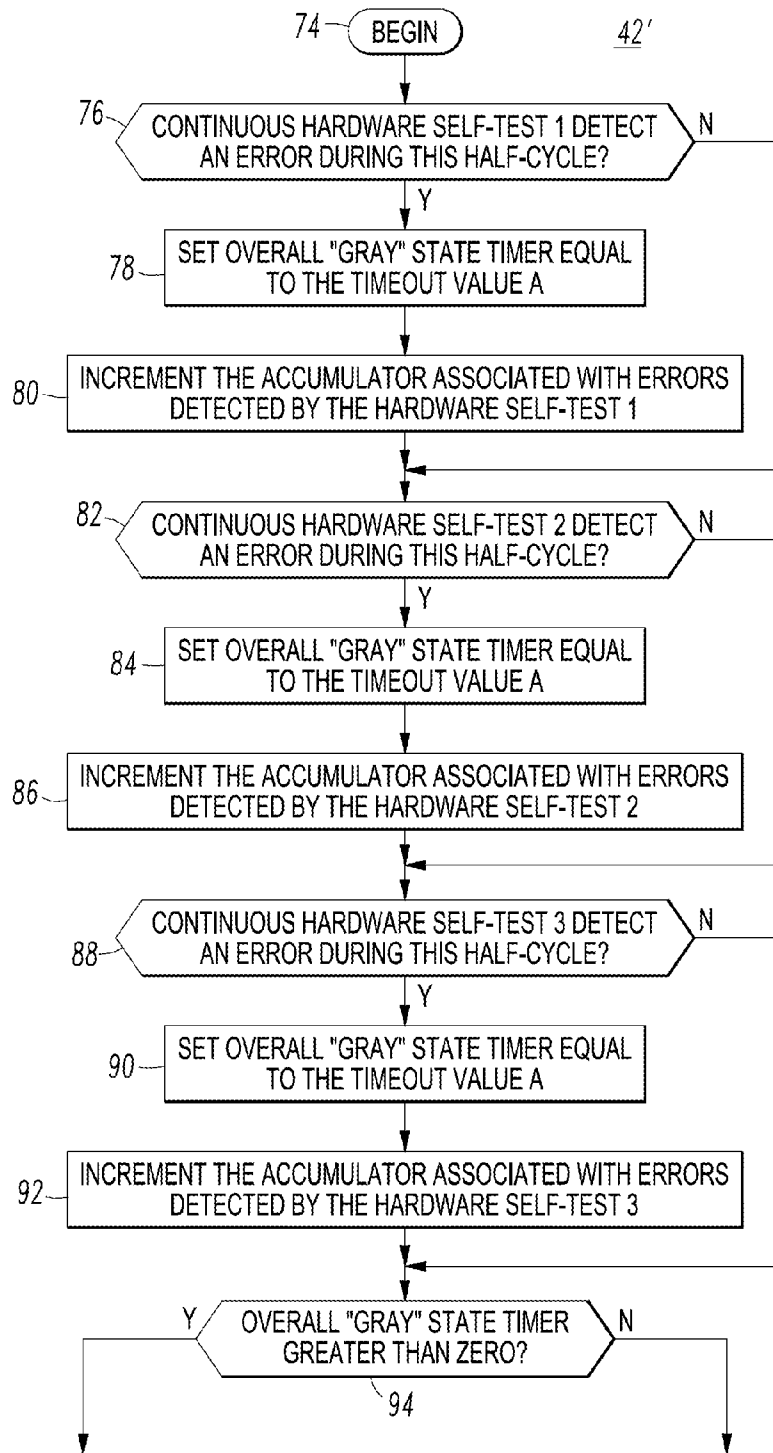 74
BEGIN
42'
76
CONTINUOUS HARDWARE SELF-TEST 1 DETECT
AN ERROR DURING THIS HALF-CYCLE?
N
Y
78
SET OVERALL "GRAY" STATE TIMER EQUAL
TO THE TIMEOUT VALUE A
80
INCREMENT THE ACCUMULATOR ASSOCIATED WITH ERRORS
DETECTED BY THE HARDWARE SELF-TEST 1
82
CONTINUOUS HARDWARE SELF-TEST 2 DETECT
AN ERROR DURING THIS HALF-CYCLE?
N
Y
84
SET OVERALL "GRAY" STATE TIMER EQUAL
TO THE TIMEOUT VALUE A
86
INCREMENT THE ACCUMULATOR ASSOCIATED WITH ERRORS
DETECTED BY THE HARDWARE SELF-TEST 2
88
CONTINUOUS HARDWARE SELF-TEST 3 DETECT
AN ERROR DURING THIS HALF-CYCLE?
N
Y
90
SET OVERALL "GRAY" STATE TIMER EQUAL
TO THE TIMEOUT VALUE A
92
INCREMENT THE ACCUMULATOR ASSOCIATED WITH ERRORS
DETECTED BY THE HARDWARE SELF-TEST 3
Y
OVERALL "GRAY" STATE TIMER
GREATER THAN ZERO?
N
94